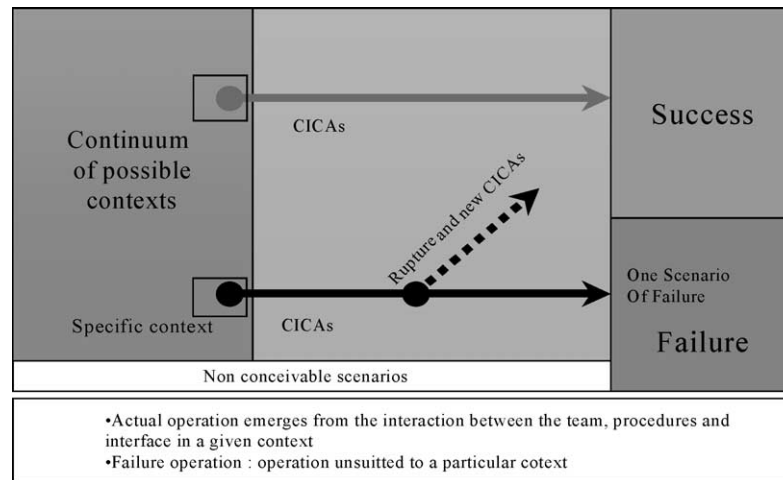 Continuum
of possible
contexts
CICAs
Success
Rupture and new CICAs
One Scenario
Of Failure
Specific context
CICAs
Failure
Non conceivable scenarios
•Actual operation emerges from the interaction between the team, procedures and
interface in a given context
•Failure operation : operation unsuitted to a particular cotext